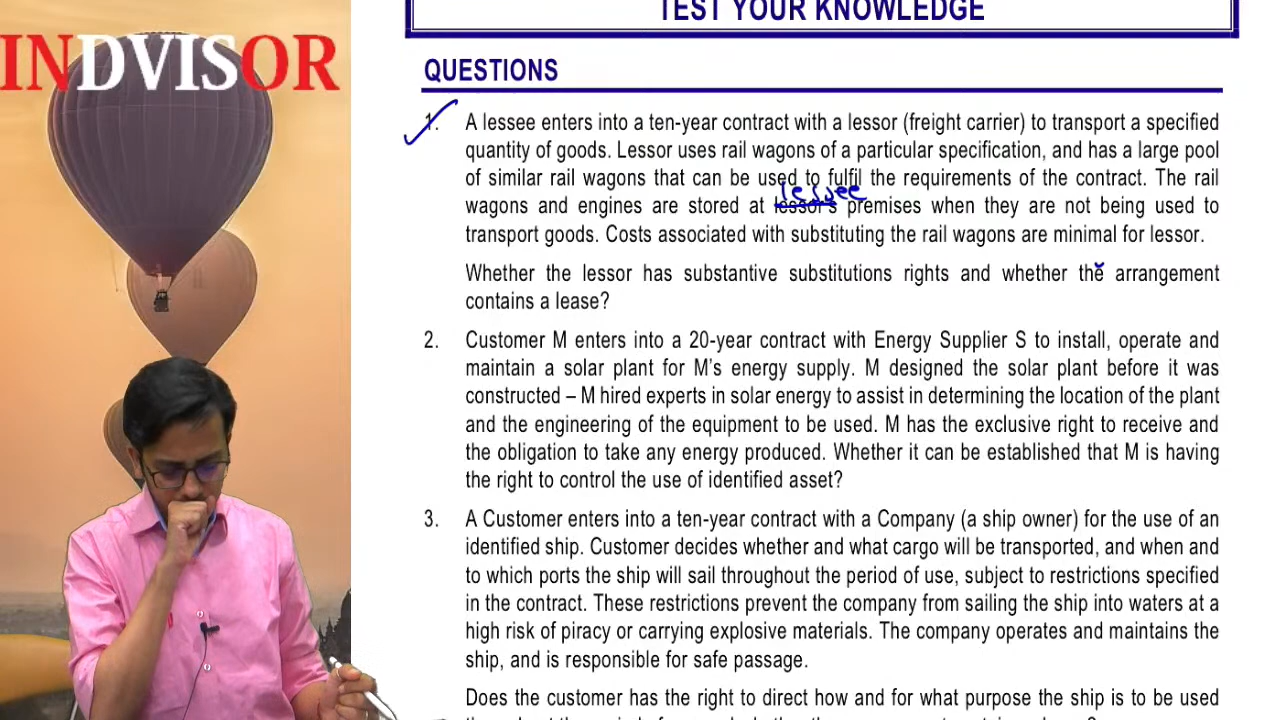 TEST YOUR KNOWLEDGE
INDVISOR
QUESTIONS
1. A lessee enters into a ten-year contract with a lessor (freight carrier) to transport a specified
quantity of goods. Lessor uses rail wagons of a particular specification, and has a large pool
of similar rail wagons that can be used to fulfil the requirements of the contract. The rail
lessee
wagons and engines are stored at lessor's premises when they are not being used to
transport goods. Costs associated with substituting the rail wagons are minimal for lessor.
Whether the lessor has substantive substitutions rights and whether the arrangement
contains a lease?
2. Customer M enters into a 20-year contract with Energy Supplier S to install, operate and
maintain a solar plant for M's energy supply. M designed the solar plant before it was
constructed – M hired experts in solar energy to assist in determining the location of the plant
and the engineering of the equipment to be used. M has the exclusive right to receive and
the obligation to take any energy produced. Whether it can be established that M is having
the right to control the use of identified asset?
3. A Customer enters into a ten-year contract with a Company (a ship owner) for the use of an
identified ship. Customer decides whether and what cargo will be transported, and when and
to which ports the ship will sail throughout the period of use, subject to restrictions specified
in the contract. These restrictions prevent the company from sailing the ship into waters at a
high risk of piracy or carrying explosive materials. The company operates and maintains the
ship, and is responsible for safe passage.
Does the customer has the right to direct how and for what purpose the ship is to be used